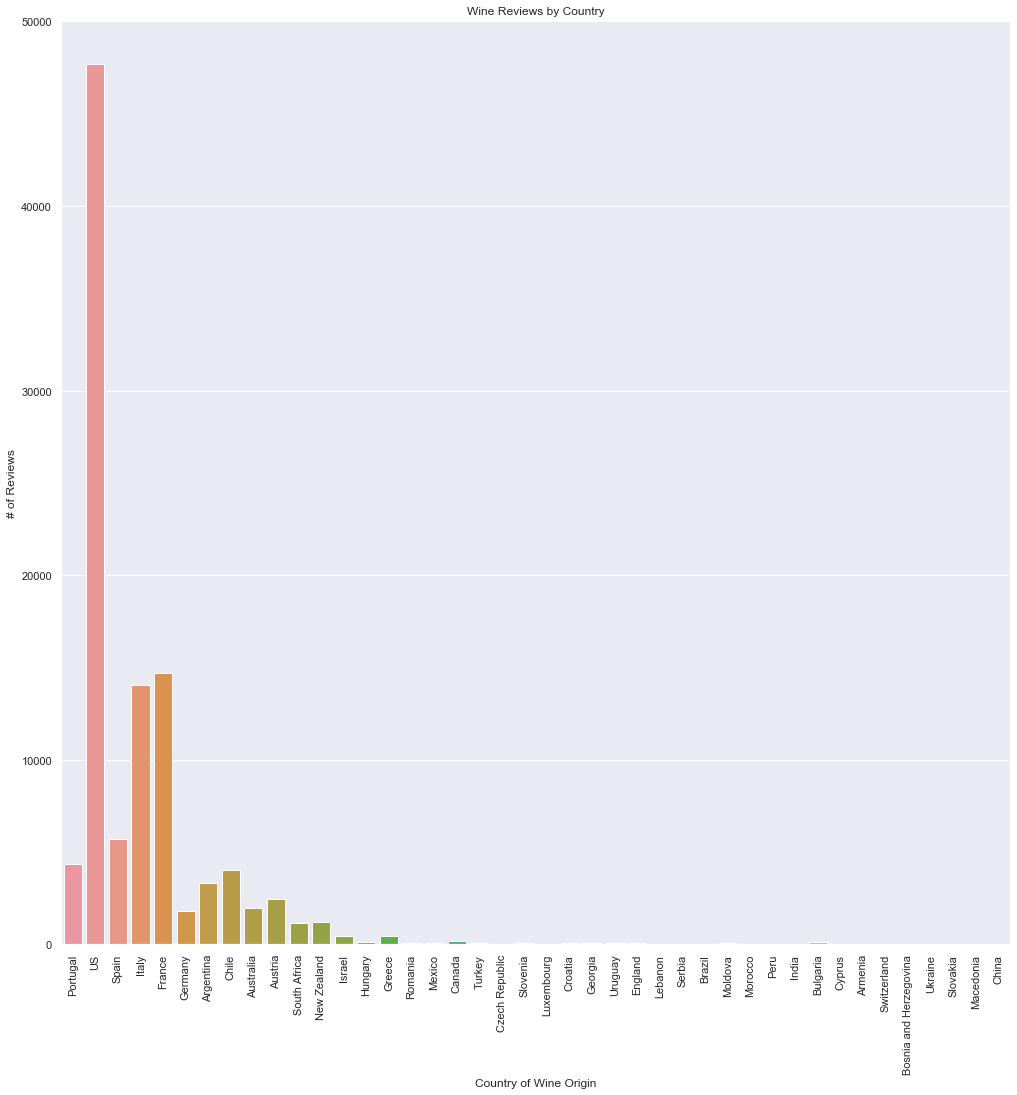 Wine Reviews by Country
50000
40000
30000
20000
10000
0
# of Reviews
Portugal
US
Spain
Italy
France
Germany
Argentina
Chile
Australia
Austria
South Africa
New Zealand
Israel
Hungary
Greece
Romania
Mexico
Canada
Turkey
Czech Republic
Slovenia
Luxembourg
Croatia
Georgia
Uruguay
England
Lebanon
Serbia
Brazil
Moldova
Morocco
Peru
India
Bulgaria
Cyprus
Armenia
Switzerland
Bosnia and Herzegovina
Ukraine
Slovakia
Macedonia
China
Country of Wine Origin